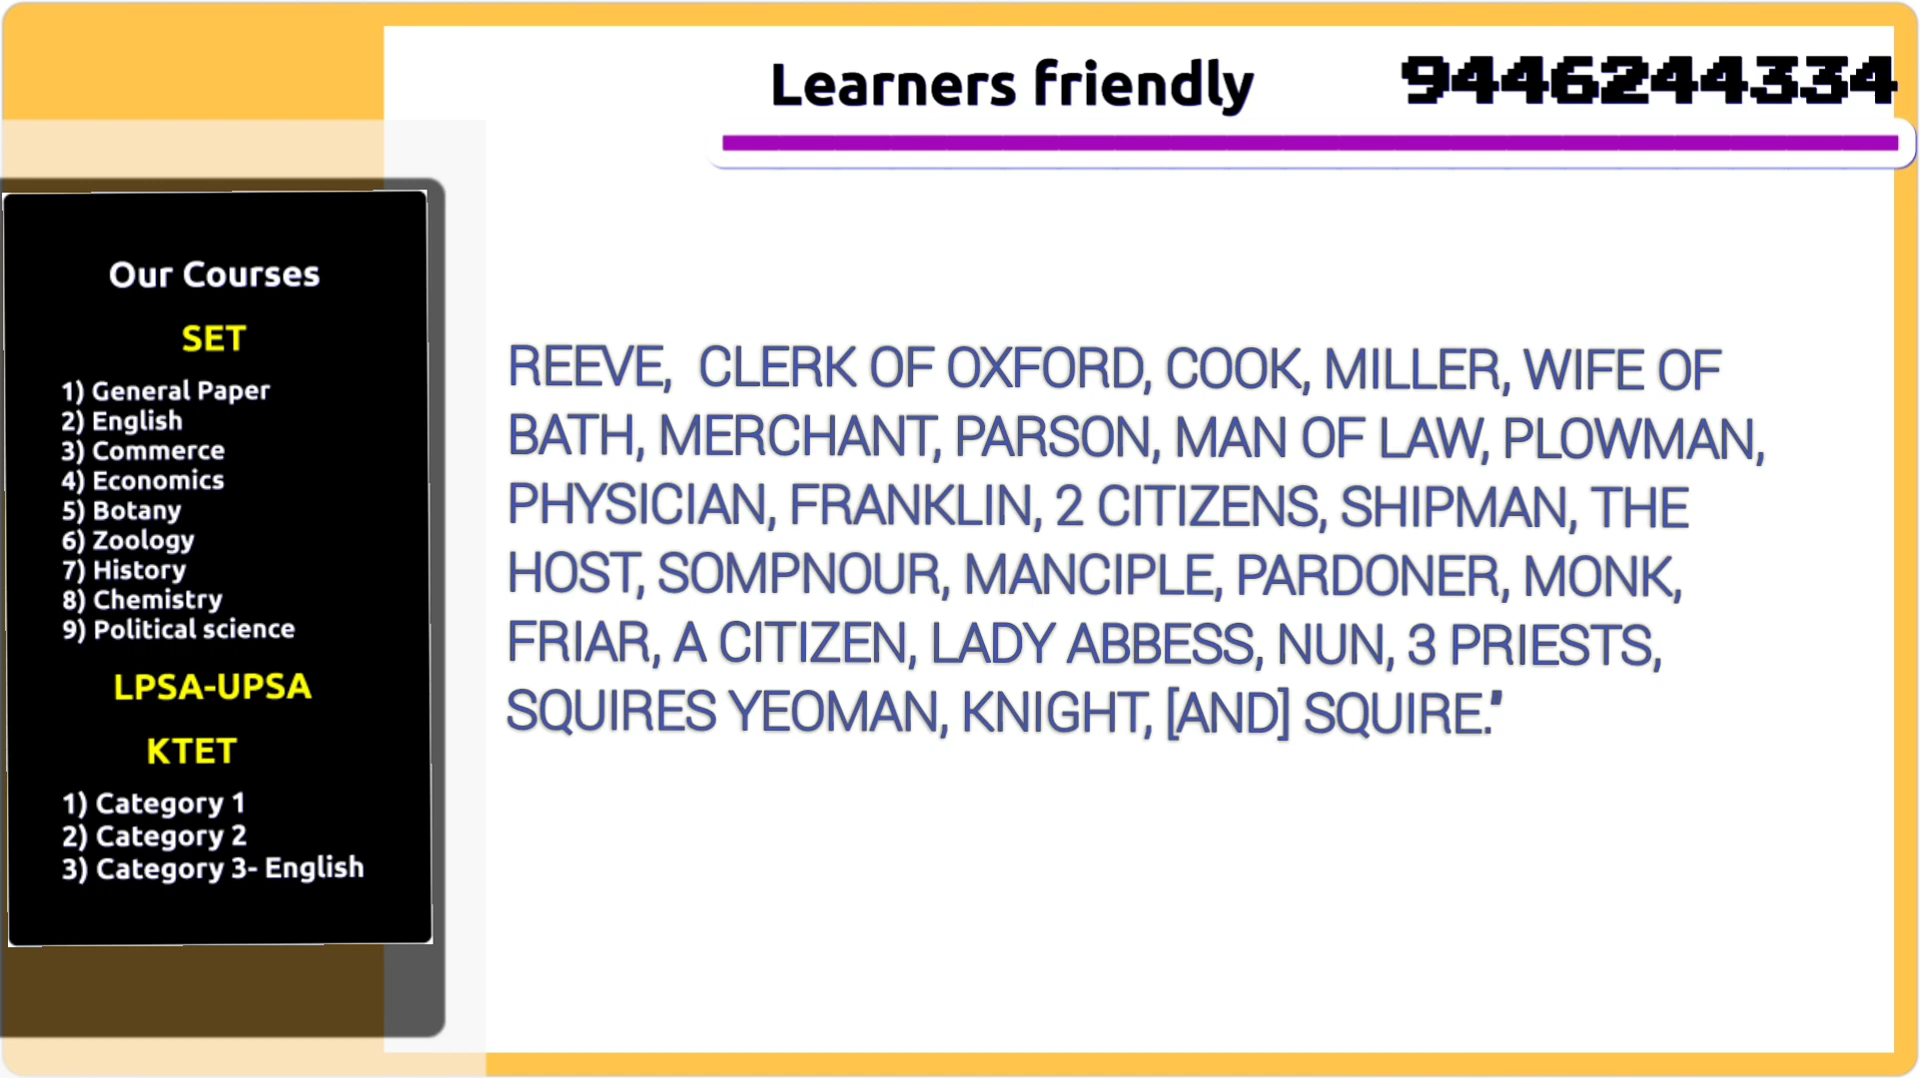 Learners friendly
9446244334
Our Courses
SET
1) General Paper
2) English
3) Commerce
4) Economics
5) Botany
6) Zoology
7) History
8) Chemistry
9) Political science
LPSA-UPSA
KTET
1) Category 1
2) Category 2
3) Category 3- English
REEVE,  CLERK OF OXFORD, COOK, MILLER, WIFE OF
BATH, MERCHANT, PARSON, MAN OF LAW, PLOWMAN,
PHYSICIAN, FRANKLIN, 2 CITIZENS, SHIPMAN, THE
HOST, SOMPNOUR, MANCIPLE, PARDONER, MONK,
FRIAR, A CITIZEN, LADY ABBESS, NUN, 3 PRIESTS,
SQUIRES YEOMAN, KNIGHT, [AND] SQUIRE."